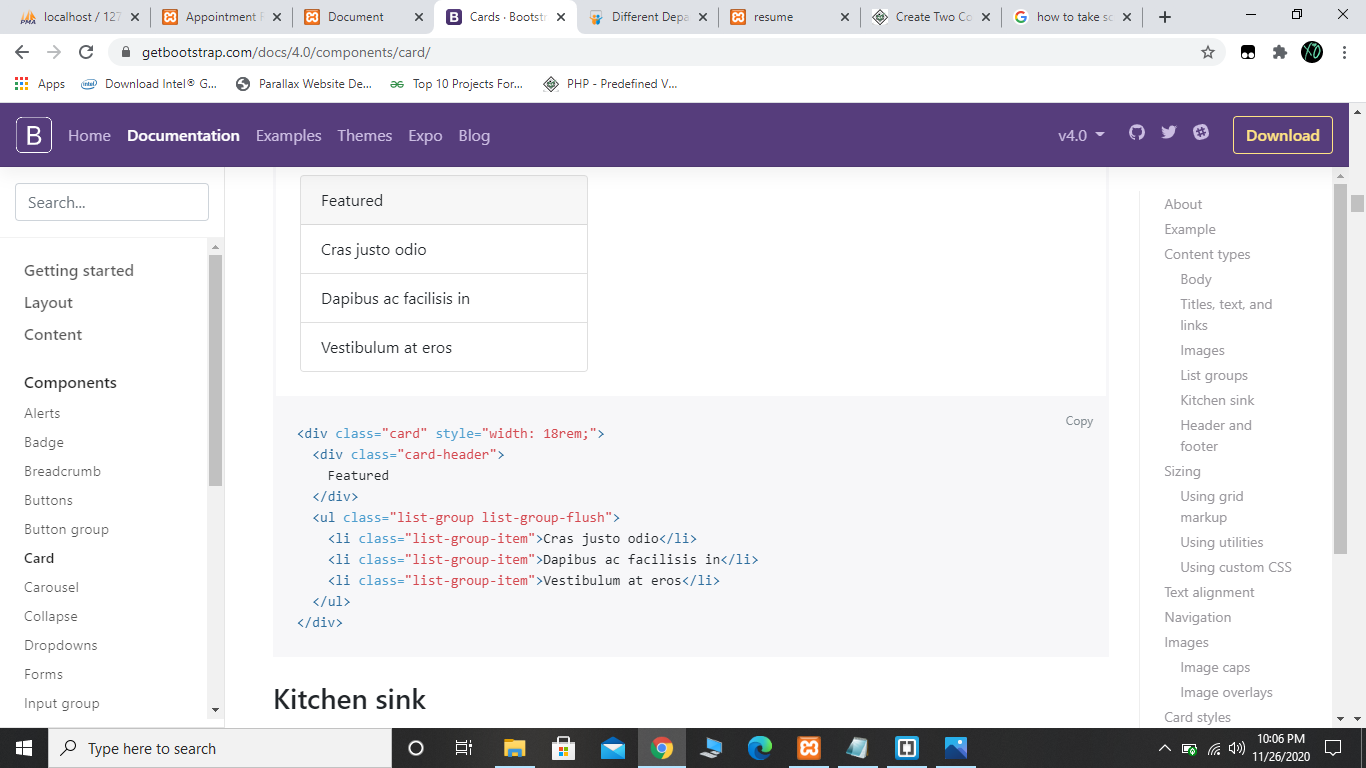 localhost / 127
Appointment F
Document
Cards · Bootstr
Different Depa
resume
Create Two Co
how to take sc
getbootstrap.com/docs/4.0/components/card/
Apps
Download Intel® G...
Parallax Website De...
Top 10 Projects For...
PHP - Predefined V...
B Home Documentation Examples Themes Expo Blog v4.0 Download
Search...
Getting started
Layout
Content
Components
Alerts
Badge
Breadcrumb
Buttons
Button group
Card
Carousel
Collapse
Dropdowns
Forms
Input group
Featured
Cras justo odio
Dapibus ac facilisis in
Vestibulum at eros
Copy
<div class="card" style="width: 18rem;">
<div class="card-header">
Featured
</div>
<ul class="list-group list-group-flush">
<li class="list-group-item">Cras justo odio</li>
<li class="list-group-item">Dapibus ac facilisis in</li>
<li class="list-group-item">Vestibulum at eros</li>
</ul>
</div>
Kitchen sink
About
Example
Content types
Body
Titles, text, and
links
Images
List groups
Kitchen sink
Header and
footer
Sizing
Using grid
markup
Using utilities
Using custom CSS
Text alignment
Navigation
Images
Image caps
Image overlays
Card styles
Type here to search
10:06 PM
11/26/2020